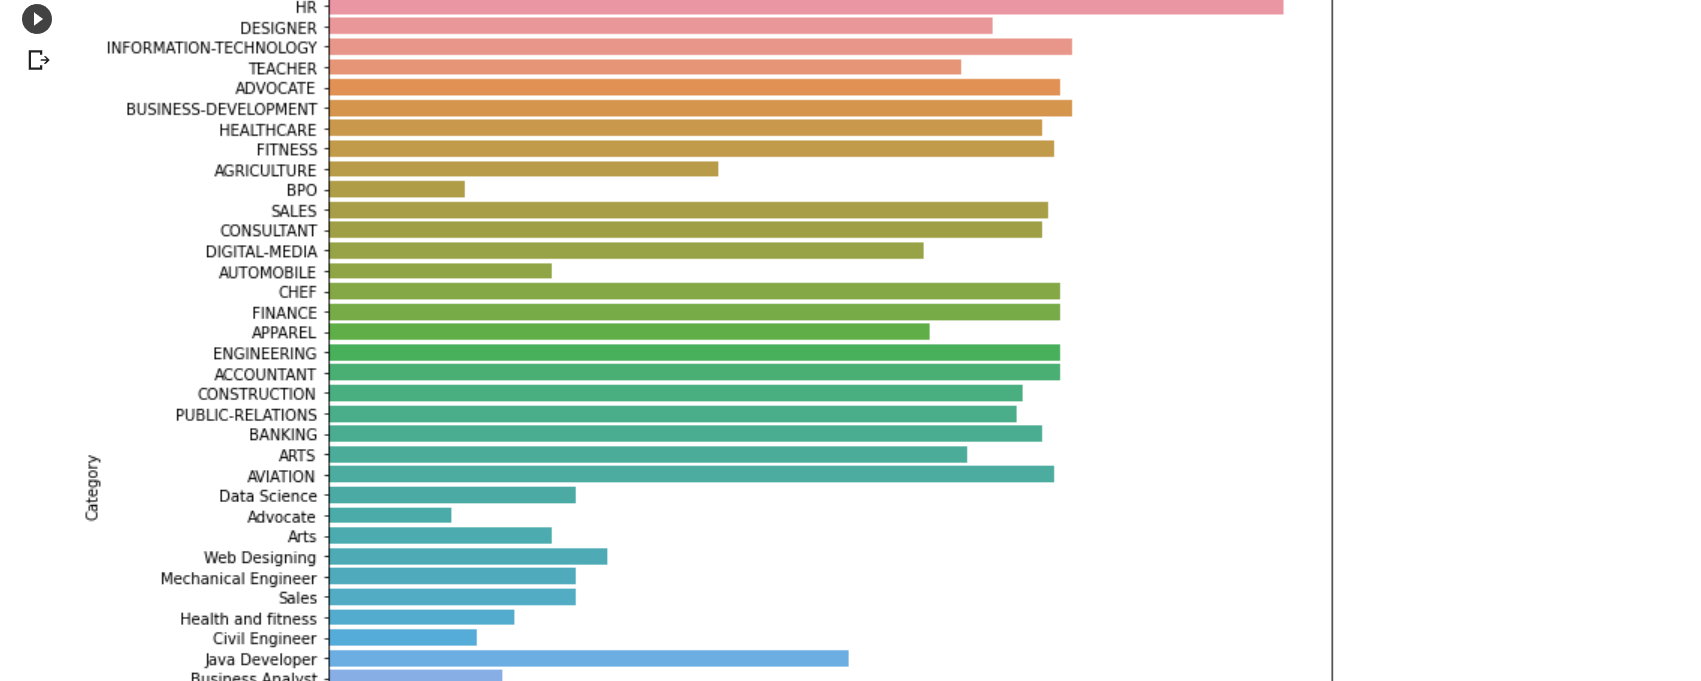 HR
DESIGNER
INFORMATION-TECHNOLOGY
TEACHER
ADVOCATE
BUSINESS-DEVELOPMENT
HEALTHCARE
FITNESS
AGRICULTURE
BPO
SALES
CONSULTANT
DIGITAL-MEDIA
AUTOMOBILE
CHEF
FINANCE
APPAREL
ENGINEERING
ACCOUNTANT
CONSTRUCTION
PUBLIC-RELATIONS
BANKING
ARTS
AVIATION
Category
Data Science
Advocate
Arts
Web Designing
Mechanical Engineer
Sales
Health and fitness
Civil Engineer
Java Developer
Business Analyst